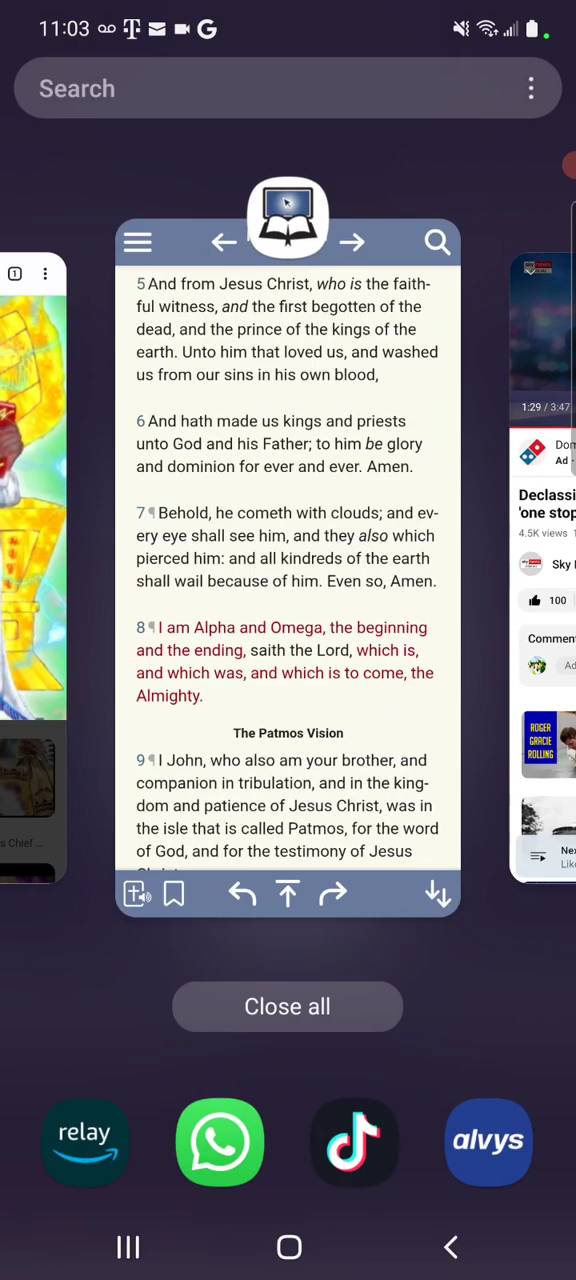 11:03
Search
1
5 And from Jesus Christ, who is the faith-
ful witness, and the first begotten of the
dead, and the prince of the kings of the
earth. Unto him that loved us, and washed
us from our sins in his own blood,
6 And hath made us kings and priests
unto God and his Father; to him be glory
and dominion for ever and ever. Amen.
7 ¶ Behold, he cometh with clouds; and ev-
ery eye shall see him, and they also which
pierced him: and all kindreds of the earth
shall wail because of him. Even so, Amen.
8 ¶ I am Alpha and Omega, the beginning
and the ending, saith the Lord, which is,
and which was, and which is to come, the
Almighty.
The Patmos Vision
9 ¶ I John, who also am your brother, and
companion in tribulation, and in the king-
dom and patience of Jesus Christ, was in
the isle that is called Patmos, for the word
of God, and for the testimony of Jesus
s Chief ...
1:29 / 3:47
Dom
Ad
Declassi
'one stop
4.5K views
Sky
100
Commen
Ad
ROGER
GRACIE
ROLLING
Nex
Like
Close all
relay
alvys